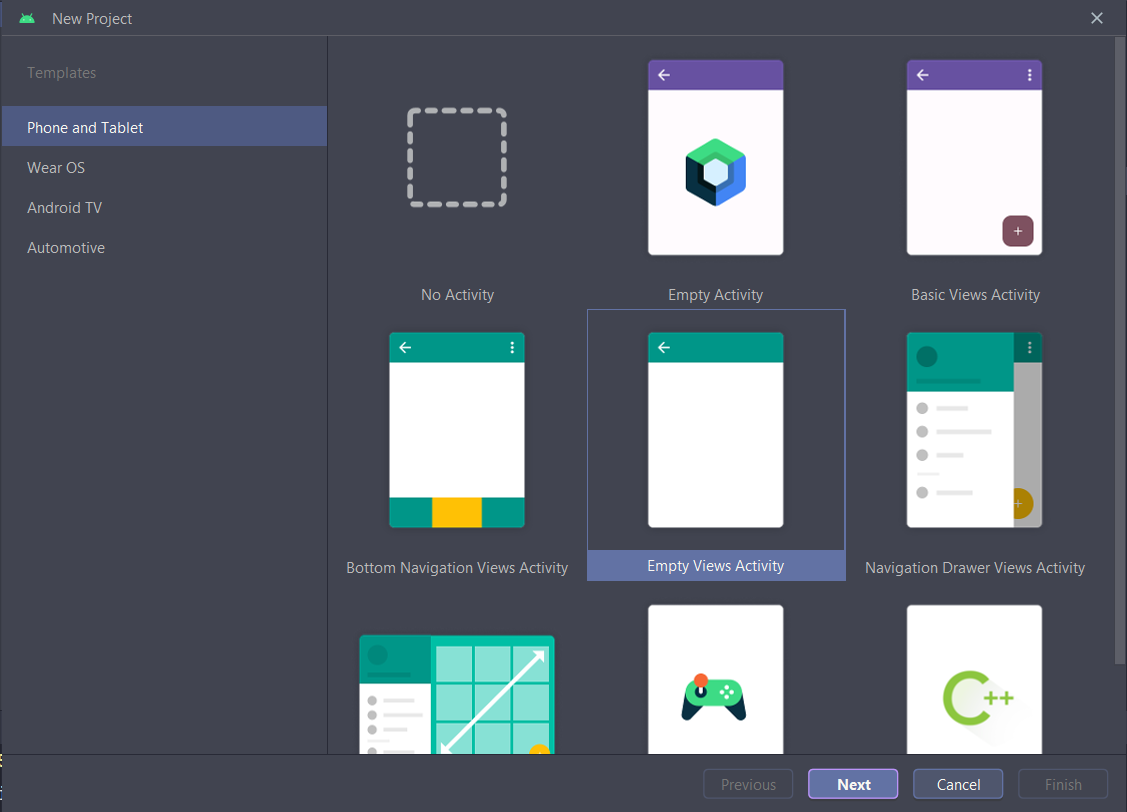 New Project
Templates
Phone and Tablet
Wear OS
Android TV
Automotive
No Activity
Empty Activity
Basic Views Activity
Bottom Navigation Views Activity
Empty Views Activity
Navigation Drawer Views Activity
C++
Previous
Next
Cancel
Finish